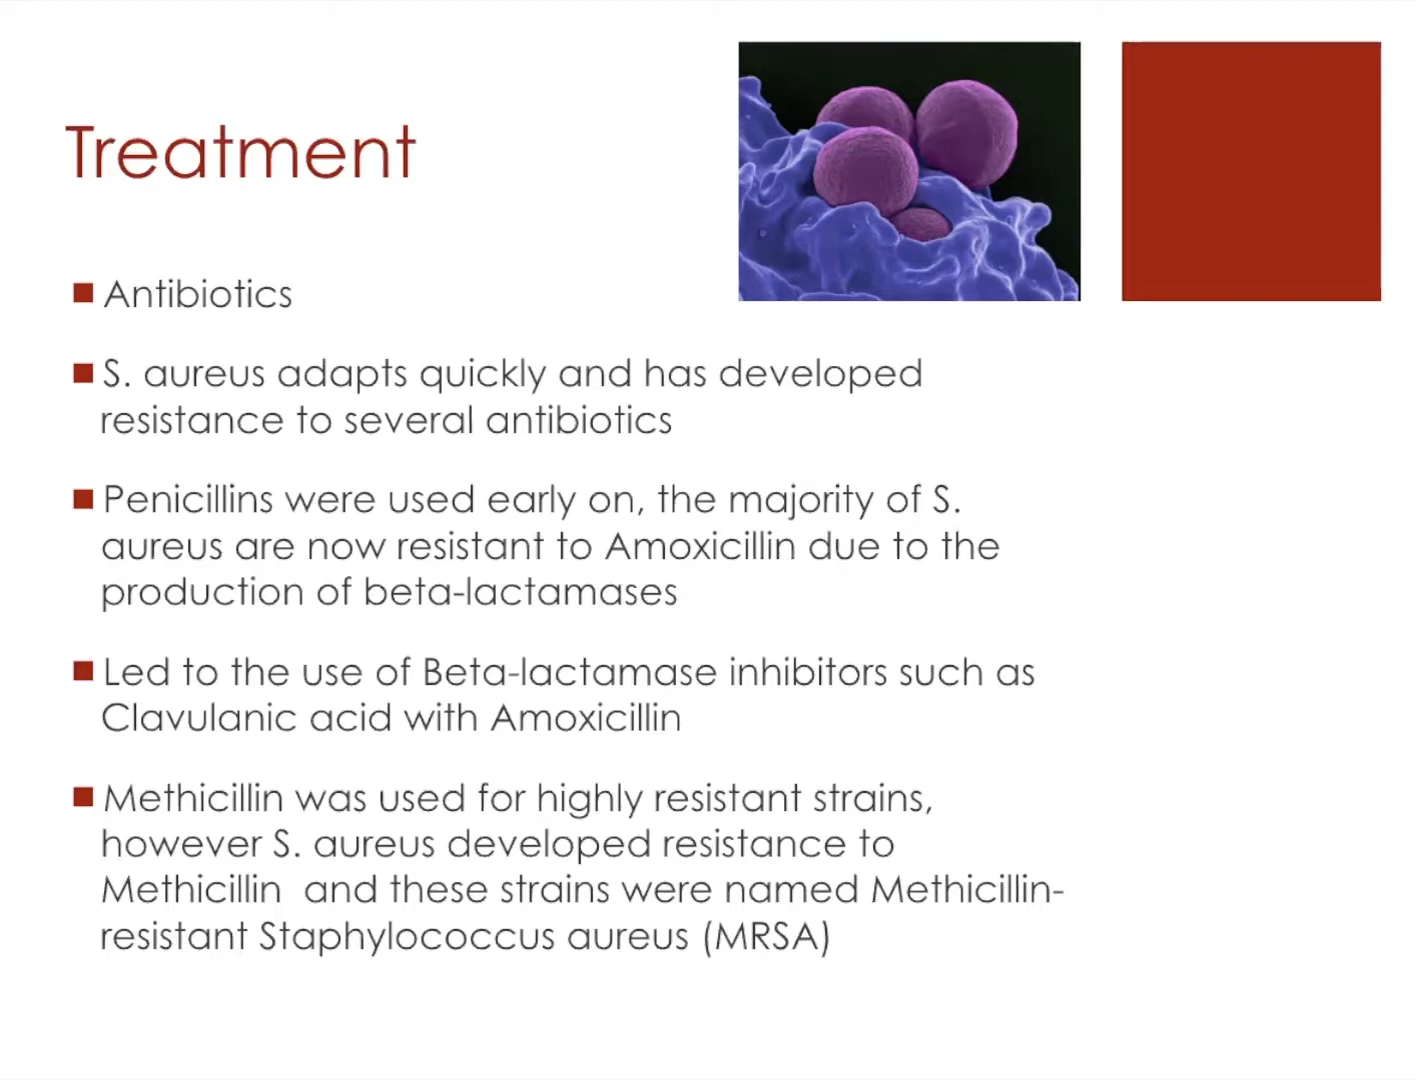 Treatment
Antibiotics
S. aureus adapts quickly and has developed
resistance to several antibiotics
Penicillins were used early on, the majority of S.
aureus are now resistant to Amoxicillin due to the
production of beta-lactamases
Led to the use of Beta-lactamase inhibitors such as
Clavulanic acid with Amoxicillin
Methicillin was used for highly resistant strains,
however S. aureus developed resistance to
Methicillin  and these strains were named Methicillin-
resistant Staphylococcus aureus (MRSA)